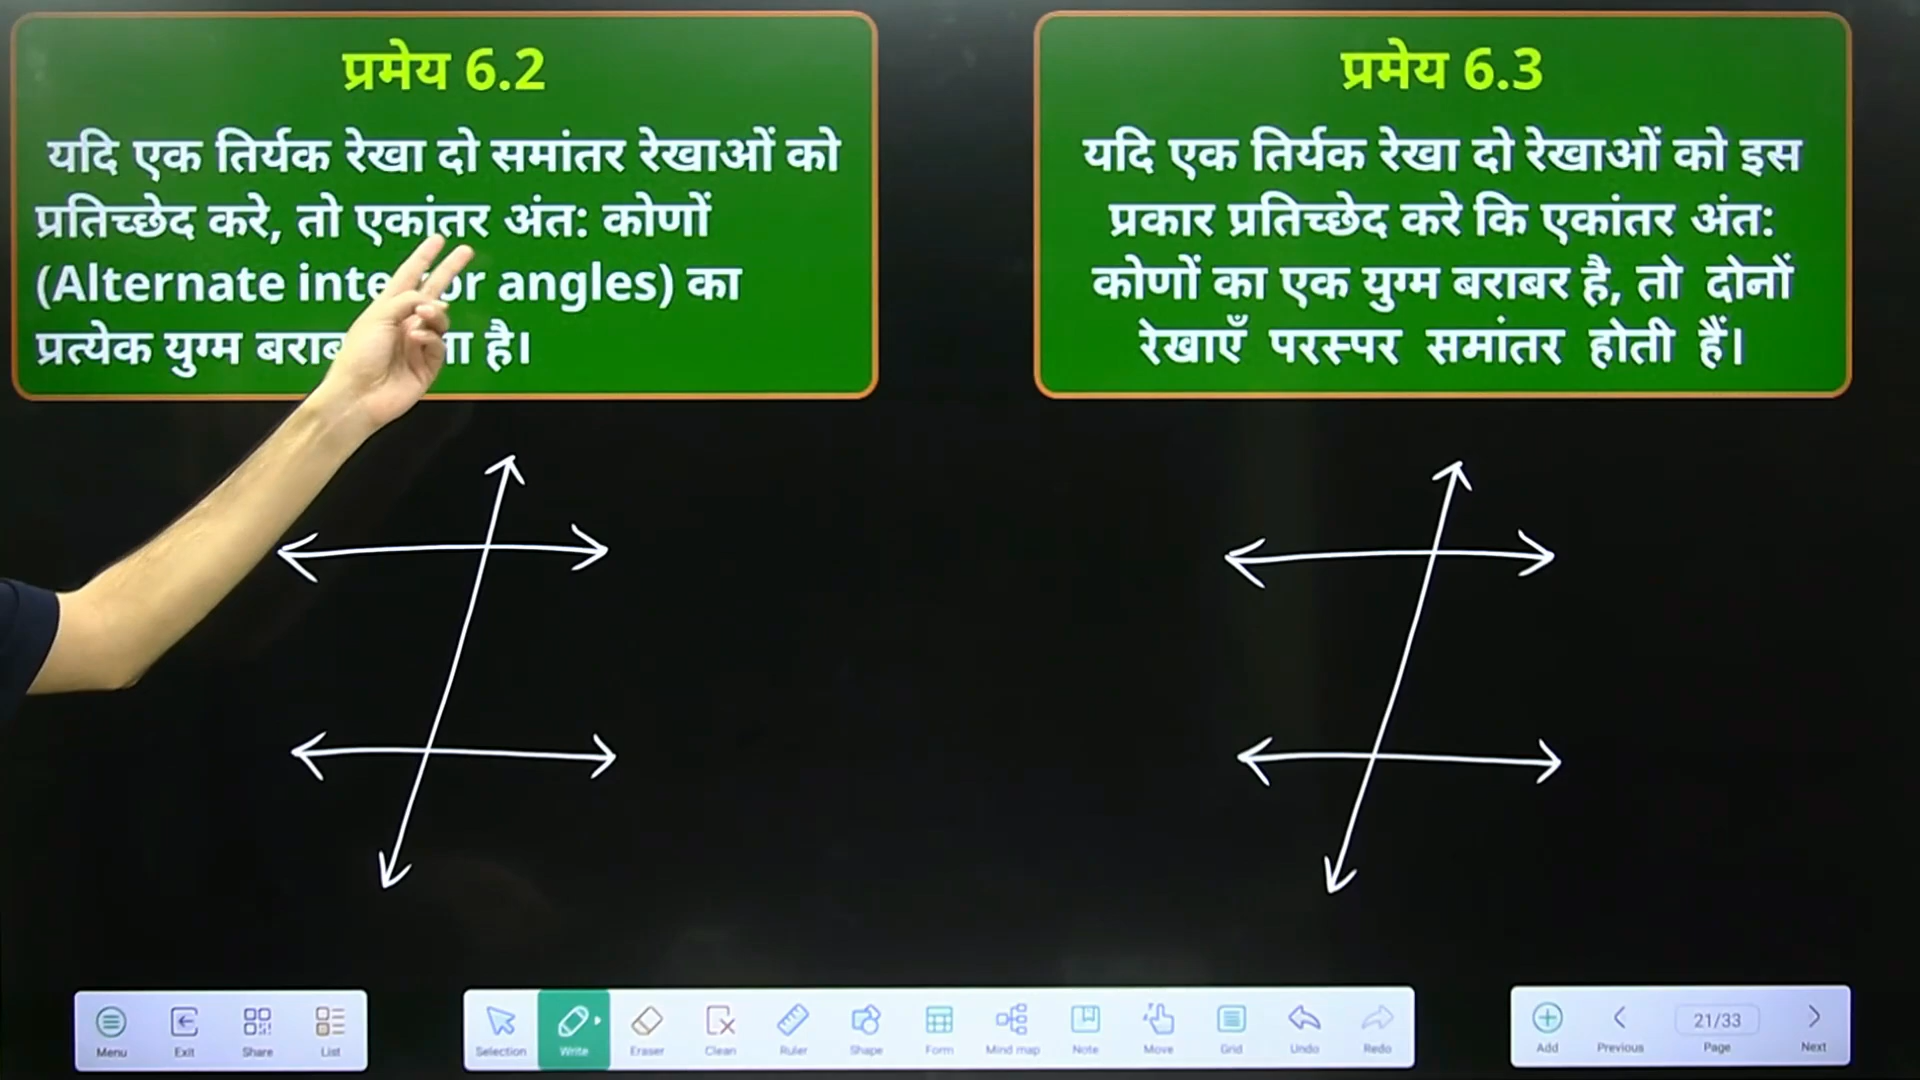 प्रमेय 6.2
यदि एक तिर्यक रेखा दो समांतर रेखाओं को
प्रतिच्छेद करे, तो एकांतर अंत: कोणों
(Alternate angles) का
प्रत्येक युग्म है।
प्रमेय 6.3
यदि एक तिर्यक रेखा दो रेखाओं को इस
प्रकार प्रतिच्छेद करे कि एकांतर अंत:
कोणों का एक युग्म बराबर है, तो दोनों
रेखाएँ परस्पर समांतर होती हैं।
Menu Exit Share List
Selection Write Eraser Clean Ruler Shape Form Mind map Note Move Grid Undo Redo
Add Previous 21/33 Page Next